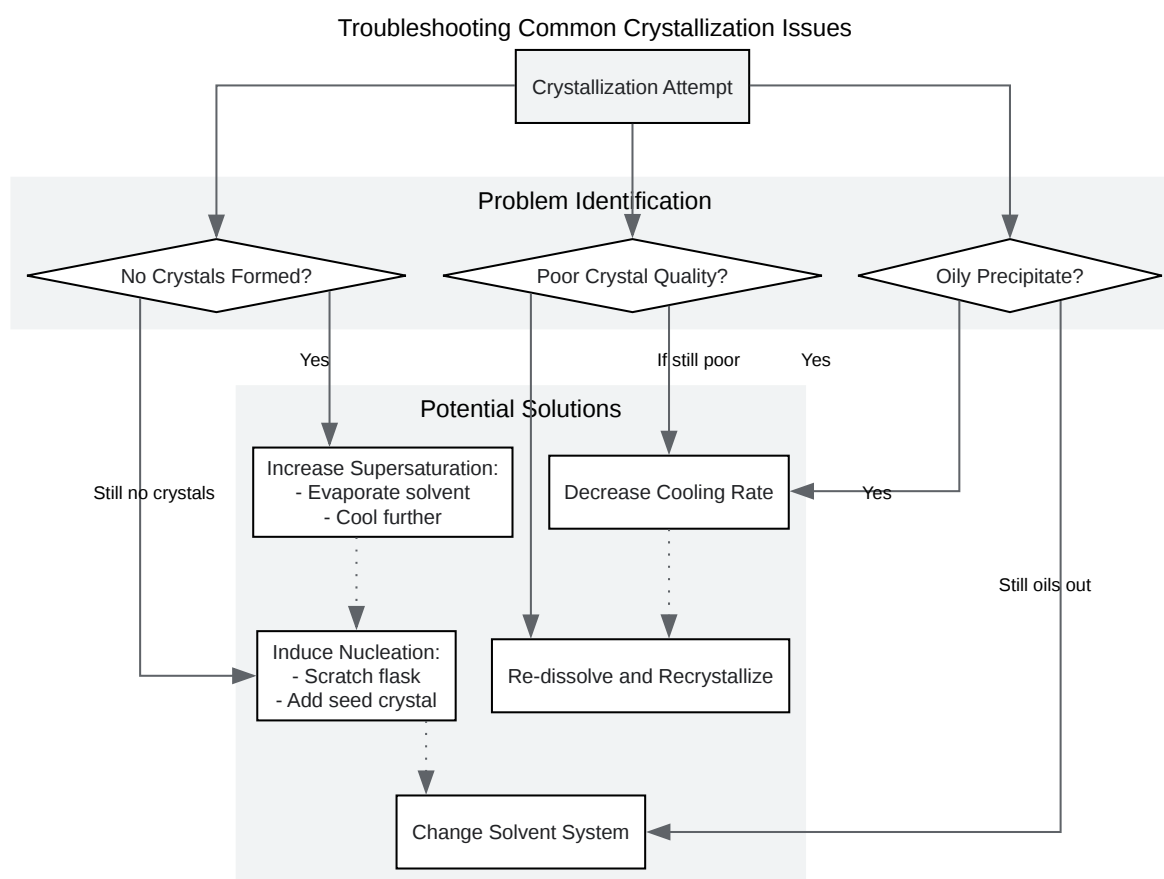 Troubleshooting Common Crystallization Issues
Crystallization Attempt
Problem Identification
No Crystals Formed?
Poor Crystal Quality?
Oily Precipitate?
Yes
If still poor
Yes
Potential Solutions
Increase Supersaturation:
- Evaporate solvent
- Cool further
Decrease Cooling Rate
Still no crystals
Yes
Still oils out
Induce Nucleation:
- Scratch flask
- Add seed crystal
Re-dissolve and Recrystallize
Change Solvent System